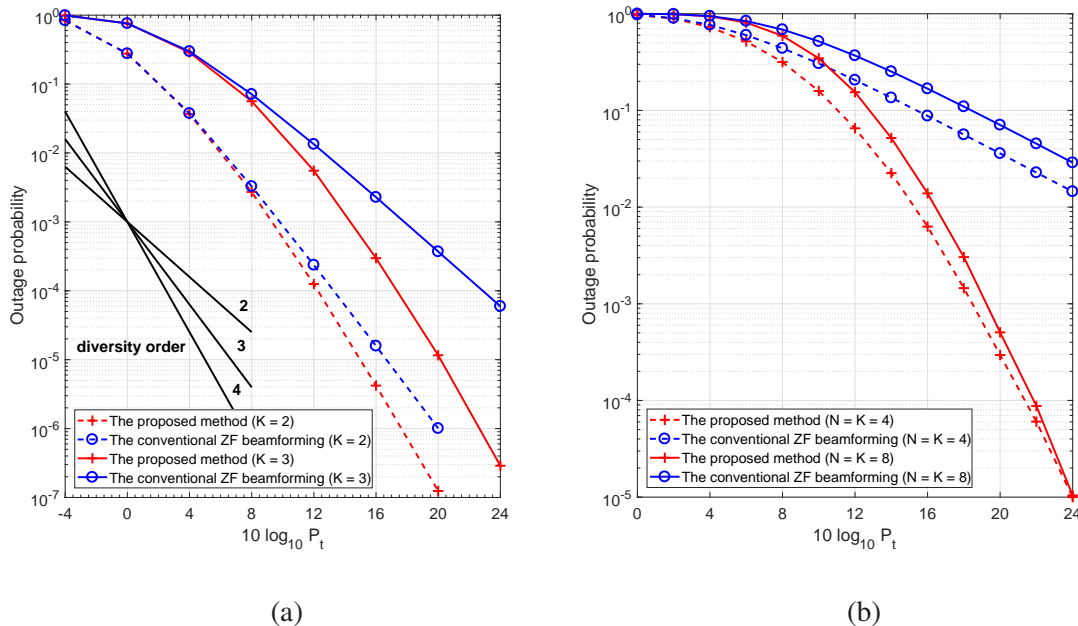 10^0
10^-1
10^-2
10^-3
10^-4
10^-5
10^-6
10^-7
Outage probability
-4 0 4 8 12 16 20 24
10 log_10 P_t
2
3
4
diversity order
The proposed method (K = 2)
The conventional ZF beamforming (K = 2)
The proposed method (K = 3)
The conventional ZF beamforming (K = 3)
(a)
10^0
10^-1
10^-2
10^-3
10^-4
10^-5
Outage probability
0 4 8 12 16 20 24
10 log_10 P_t
The proposed method (N = K = 4)
The conventional ZF beamforming (N = K = 4)
The proposed method (N = K = 8)
The conventional ZF beamforming (N = K = 8)
(b)